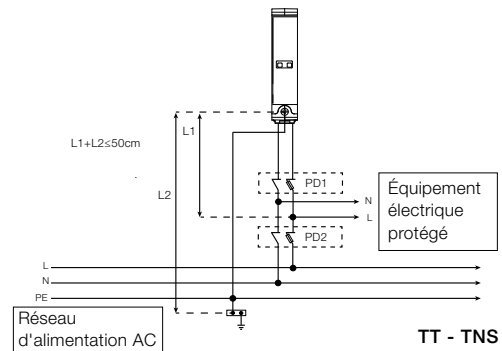 L1+L2≤50cm
L1
L2
PD1
N
L
PD2
Équipement
électrique
protégé
L
N
PE
Réseau
d'alimentation AC
TT - TNS